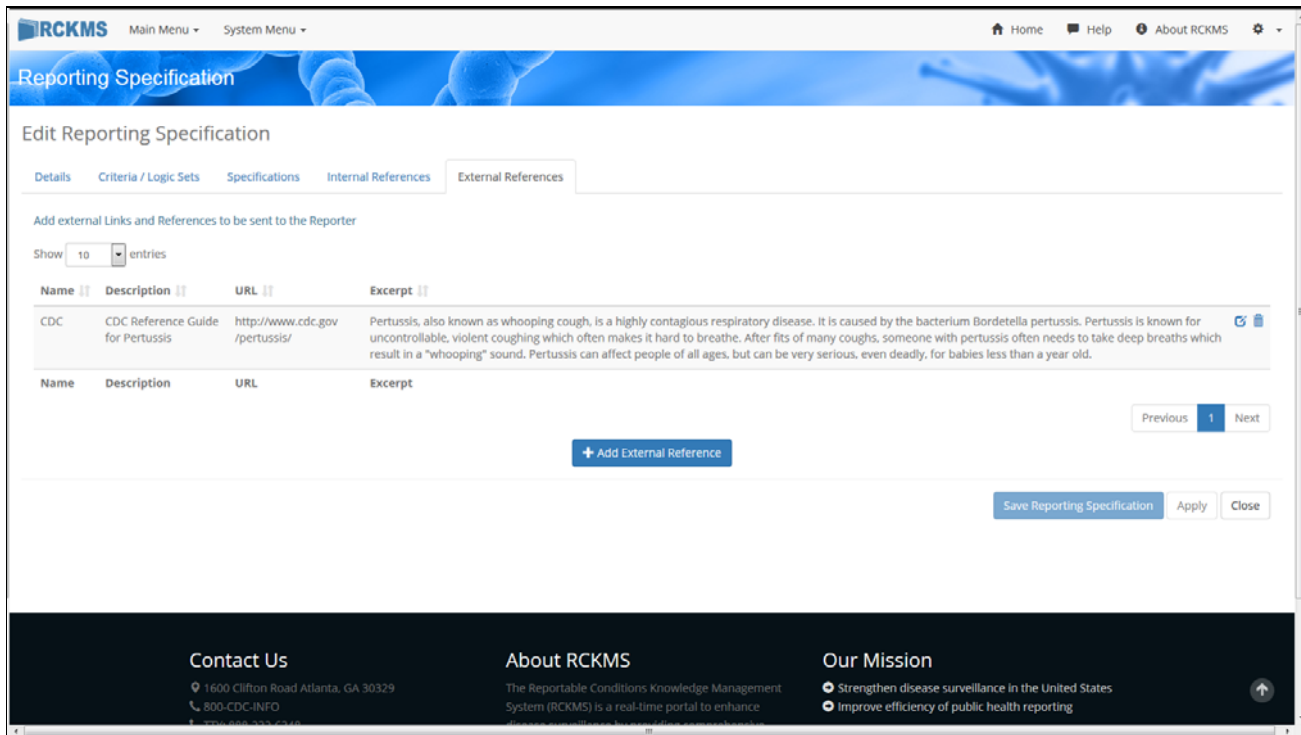 RCKMS Main Menu System Menu Home Help About RCKMS
Reporting Specification
Edit Reporting Specification
Details Criteria / Logic Sets Specifications Internal References External References
Add external Links and References to be sent to the Reporter
Show 10 entries
Name Description URL Excerpt
CDC
CDC Reference Guide
for Pertussis
http://www.cdc.gov
/pertussis/
Pertussis, also known as whooping cough, is a highly contagious respiratory disease. It is caused by the bacterium Bordetella pertussis. Pertussis is known for
uncontrollable, violent coughing which often makes it hard to breathe. After fits of many coughs, someone with pertussis often needs to take deep breaths which
result in a "whooping" sound. Pertussis can affect people of all ages, but can be very serious, even deadly, for babies less than a year old.
Name Description URL Excerpt
Previous 1 Next
+ Add External Reference
Save Reporting Specification Apply Close
Contact Us
1600 Clifton Road Atlanta, GA 30329
800-CDC-INFO
About RCKMS
The Reportable Conditions Knowledge Management
System (RCKMS) is a real-time portal to enhance
Our Mission
Strengthen disease surveillance in the United States
Improve efficiency of public health reporting